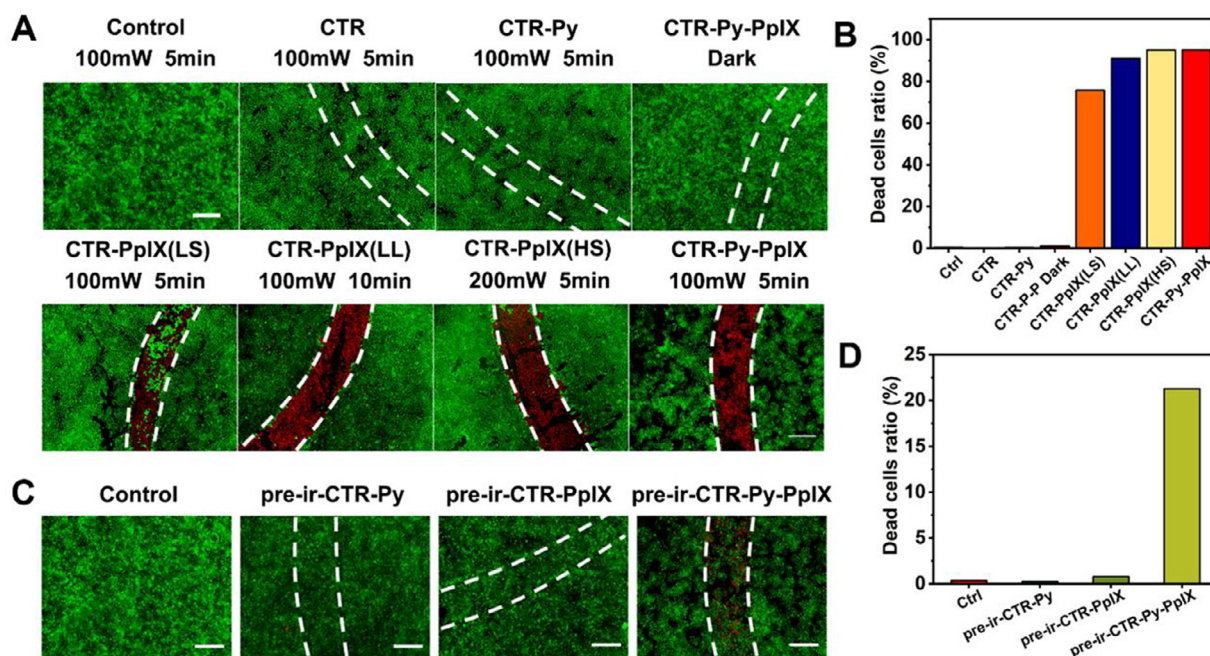 A
Control
100mW 5min
CTR
100mW 5min
CTR-Py
100mW 5min
CTR-Py-PpIX
Dark
CTR-PpIX(LS)
100mW 5min
CTR-PpIX(LL)
100mW 10min
CTR-PpIX(HS)
200mW 5min
CTR-Py-PpIX
100mW 5min
B
Dead cells ratio (%)
100
80
60
40
20
0
Ctrl
CTR
CTR-Py
CTR-P-P Dark
CTR-PpIX(LS)
CTR-PpIX(LL)
CTR-PpIX(HS)
CTR-Py-PpIX
C
Control
pre-ir-CTR-Py
pre-ir-CTR-PpIX
pre-ir-CTR-Py-PpIX
D
Dead cells ratio (%)
25
20
15
10
5
0
Ctrl
pre-ir-CTR-Py
pre-ir-CTR-PpIX
pre-ir-CTR-Py-PpIX